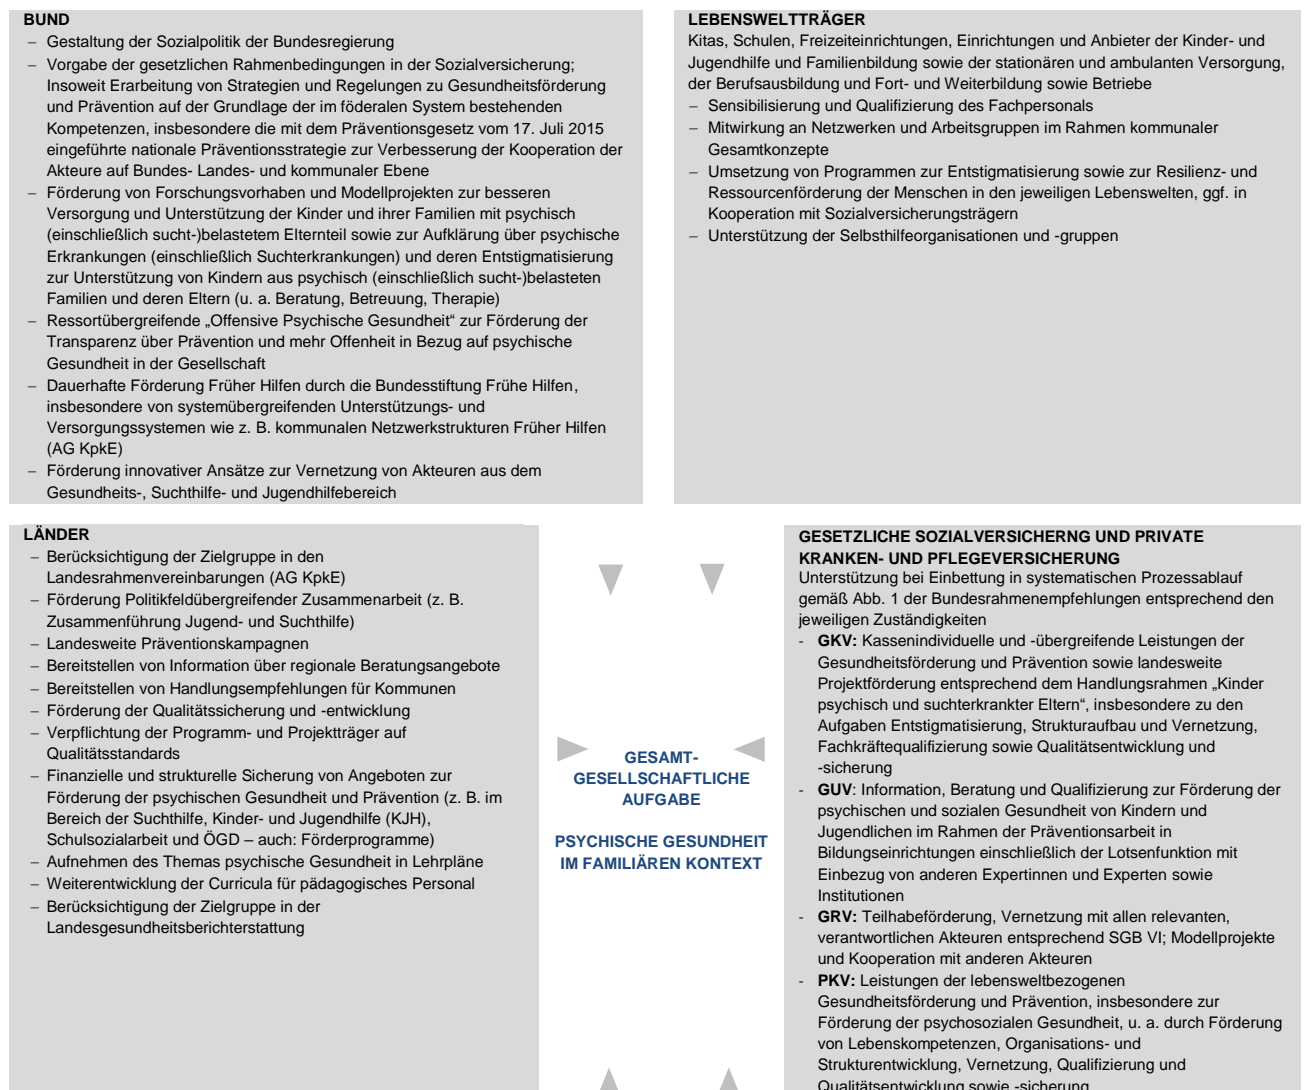 BUND
– Gestaltung der Sozialpolitik der Bundesregierung
– Vorgabe der gesetzlichen Rahmenbedingungen in der Sozialversicherung;
Insoweit Erarbeitung von Strategien und Regelungen zu Gesundheitsförderung
und Prävention auf der Grundlage der im föderalen System bestehenden
Kompetenzen, insbesondere die mit dem Präventionsgesetz vom 17. Juli 2015
eingeführte nationale Präventionsstrategie zur Verbesserung der Kooperation der
Akteure auf Bundes- Landes- und kommunaler Ebene
– Förderung von Forschungsvorhaben und Modellprojekten zur besseren
Versorgung und Unterstützung der Kinder und ihrer Familien mit psychisch
(einschließlich sucht-)belastetem Elternteil sowie zur Aufklärung über psychische
Erkrankungen (einschließlich Suchterkrankungen) und deren Entstigmatisierung
zur Unterstützung von Kindern aus psychisch (einschließlich sucht-)belasteten
Familien und deren Eltern (u. a. Beratung, Betreuung, Therapie)
– Ressortübergreifende „Offensive Psychische Gesundheit“ zur Förderung der
Transparenz über Prävention und mehr Offenheit in Bezug auf psychische
Gesundheit in der Gesellschaft
– Dauerhafte Förderung Früher Hilfen durch die Bundesstiftung Frühe Hilfen,
insbesondere von systemübergreifenden Unterstützungs- und
Versorgungssystemen wie z. B. kommunalen Netzwerkstrukturen Früher Hilfen
(AG KpkE)
– Förderung innovativer Ansätze zur Vernetzung von Akteuren aus dem
Gesundheits-, Suchthilfe- und Jugendhilfebereich
LEBENSWELTTRÄGER
Kitas, Schulen, Freizeiteinrichtungen, Einrichtungen und Anbieter der Kinder- und
Jugendhilfe und Familienbildung sowie der stationären und ambulanten Versorgung,
der Berufsausbildung und Fort- und Weiterbildung sowie Betriebe
– Sensibilisierung und Qualifizierung des Fachpersonals
– Mitwirkung an Netzwerken und Arbeitsgruppen im Rahmen kommunaler
Gesamtkonzepte
– Umsetzung von Programmen zur Entstigmatisierung sowie zur Resilienz- und
Ressourcenförderung der Menschen in den jeweiligen Lebenswelten, ggf. in
Kooperation mit Sozialversicherungsträgern
– Unterstützung der Selbsthilfeorganisationen und -gruppen
LÄNDER
– Berücksichtigung der Zielgruppe in den
Landesrahmenvereinbarungen (AG KpkE)
– Förderung Politikfeldübergreifender Zusammenarbeit (z. B.
Zusammenführung Jugend- und Suchthilfe)
– Landesweite Präventionskampagnen
– Bereitstellen von Information über regionale Beratungsangebote
– Bereitstellen von Handlungsempfehlungen für Kommunen
– Förderung der Qualitätssicherung und -entwicklung
– Verpflichtung der Programm- und Projektträger auf
Qualitätsstandards
– Finanzielle und strukturelle Sicherung von Angeboten zur
Förderung der psychischen Gesundheit und Prävention (z. B. im
Bereich der Suchthilfe, Kinder- und Jugendhilfe (KJH),
Schulsozialarbeit und ÖGD – auch: Förderprogramme)
– Aufnehmen des Themas psychische Gesundheit in Lehrpläne
– Weiterentwicklung der Curricula für pädagogisches Personal
– Berücksichtigung der Zielgruppe in der
Landesgesundheitsberichterstattung
GESAMT-
GESELLSCHAFTLICHE
AUFGABE
PSYCHISCHE GESUNDHEIT
IM FAMILIÄREN KONTEXT
GESETZLICHE SOZIALVERSICHERNG UND PRIVATE
KRANKEN- UND PFLEGEVERSICHERUNG
Unterstützung bei Einbettung in systematischen Prozessablauf
gemäß Abb. 1 der Bundesrahmenempfehlungen entsprechend den
jeweiligen Zuständigkeiten
- GKV: Kassenindividuelle und -übergreifende Leistungen der
Gesundheitsförderung und Prävention sowie landesweite
Projektförderung entsprechend dem Handlungsrahmen „Kinder
psychisch und suchterkrankter Eltern“, insbesondere zu den
Aufgaben Entstigmatisierung, Strukturaufbau und Vernetzung,
Fachkräftequalifizierung sowie Qualitätsentwicklung und
-sicherung
- GUV: Information, Beratung und Qualifizierung zur Förderung der
psychischen und sozialen Gesundheit von Kindern und
Jugendlichen im Rahmen der Präventionsarbeit in
Bildungseinrichtungen einschließlich der Lotsenfunktion mit
Einbezug von anderen Expertinnen und Experten sowie
Institutionen
- GRV: Teilhabeförderung, Vernetzung mit allen relevanten,
verantwortlichen Akteuren entsprechend SGB VI; Modellprojekte
und Kooperation mit anderen Akteuren
- PKV: Leistungen der lebensweltbezogenen
Gesundheitsförderung und Prävention, insbesondere zur
Förderung der psychosozialen Gesundheit, u. a. durch Förderung
von Lebenskompetenzen, Organisations- und
Strukturentwicklung, Vernetzung, Qualifizierung und
Qualitätsentwicklung sowie -sicherung